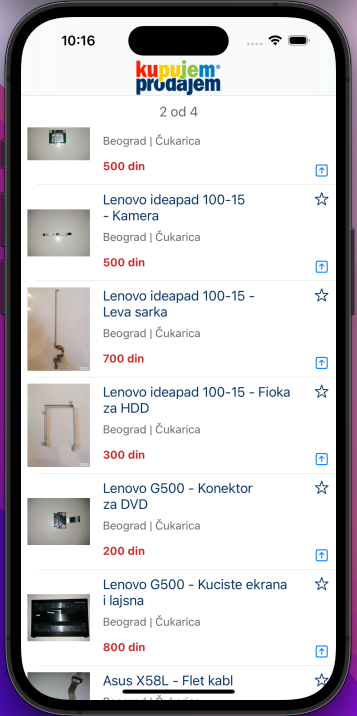 10:16
kupujem®
prodajem
2 od 4
Beograd | Čukarica
500 din
Lenovo ideapad 100-15
- Kamera
Beograd | Čukarica
500 din
Lenovo ideapad 100-15 -
Leva sarka
Beograd | Čukarica
700 din
Lenovo ideapad 100-15 - Fioka
za HDD
Beograd | Čukarica
300 din
Lenovo G500 - Konektor
za DVD
Beograd | Čukarica
200 din
Lenovo G500 - Kuciste ekrana
i lajsna
Beograd | Čukarica
800 din
Asus X58L - Flet kabl
Beograd | Čukarica